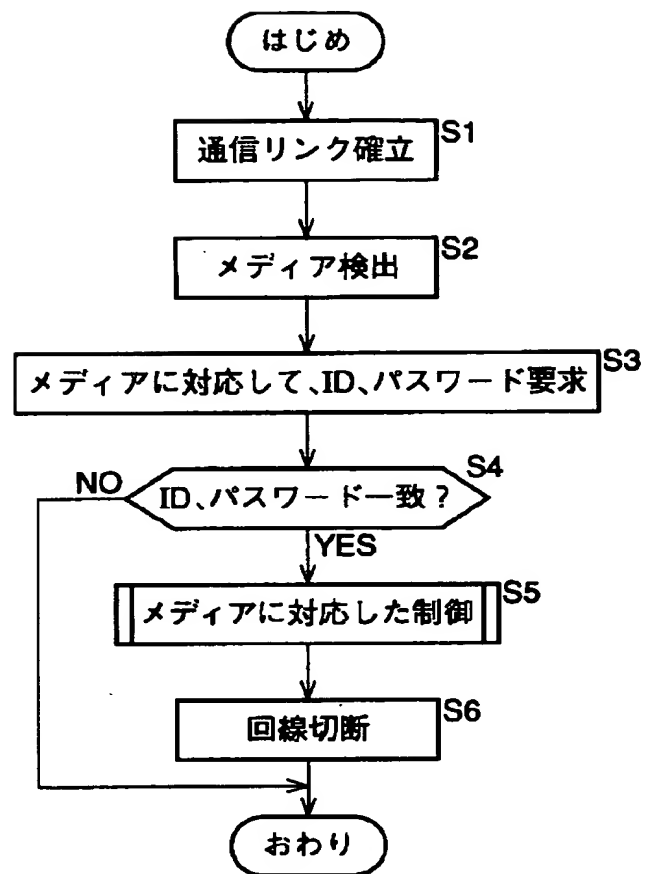 はじめ
通信リンク確立
S1
メディア検出
S2
メディアに対応して、ID、パスワード要求
S3
ID、パスワード一致?
S4
NO
YES
メディアに対応した制御
S5
回線切断
S6
おわり